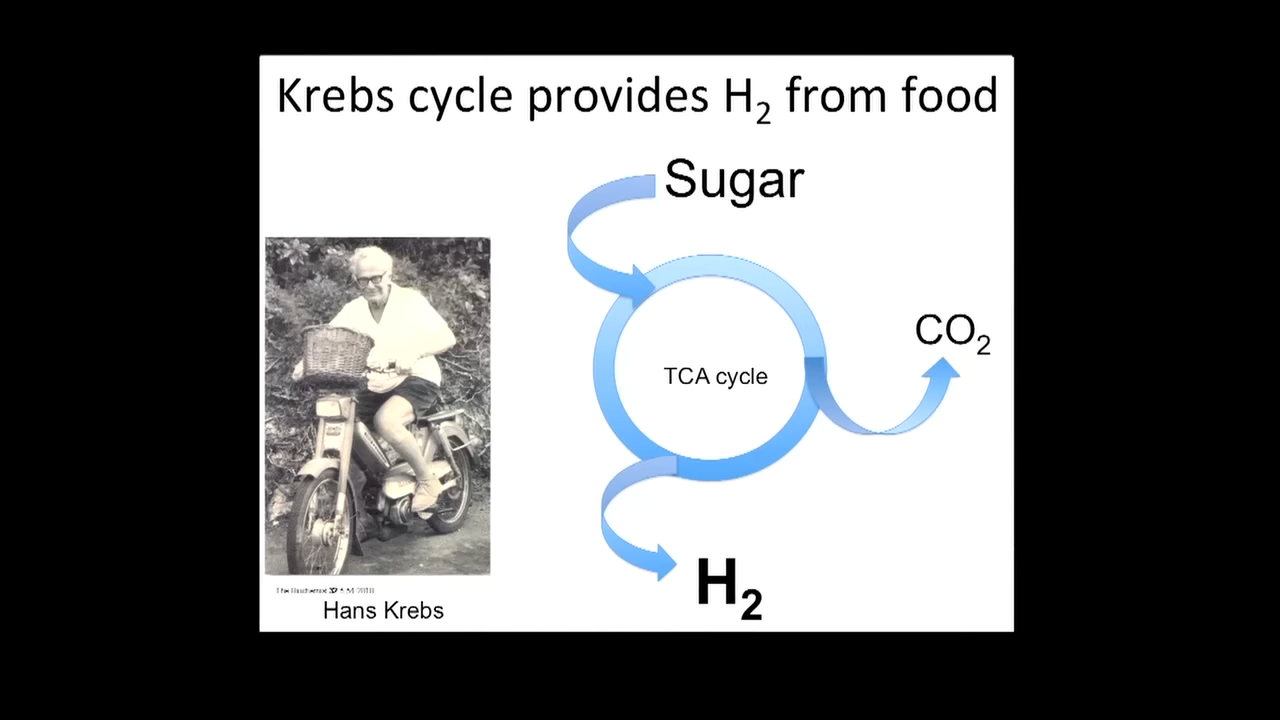 Krebs cycle provides H₂ from food
Sugar
CO₂
TCA cycle
H₂
Hans Krebs